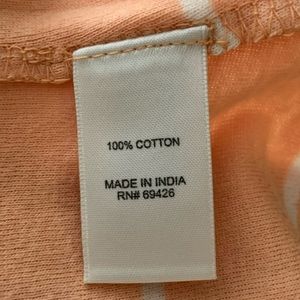 100% COTTON
MADE IN INDIA
RN# 69426